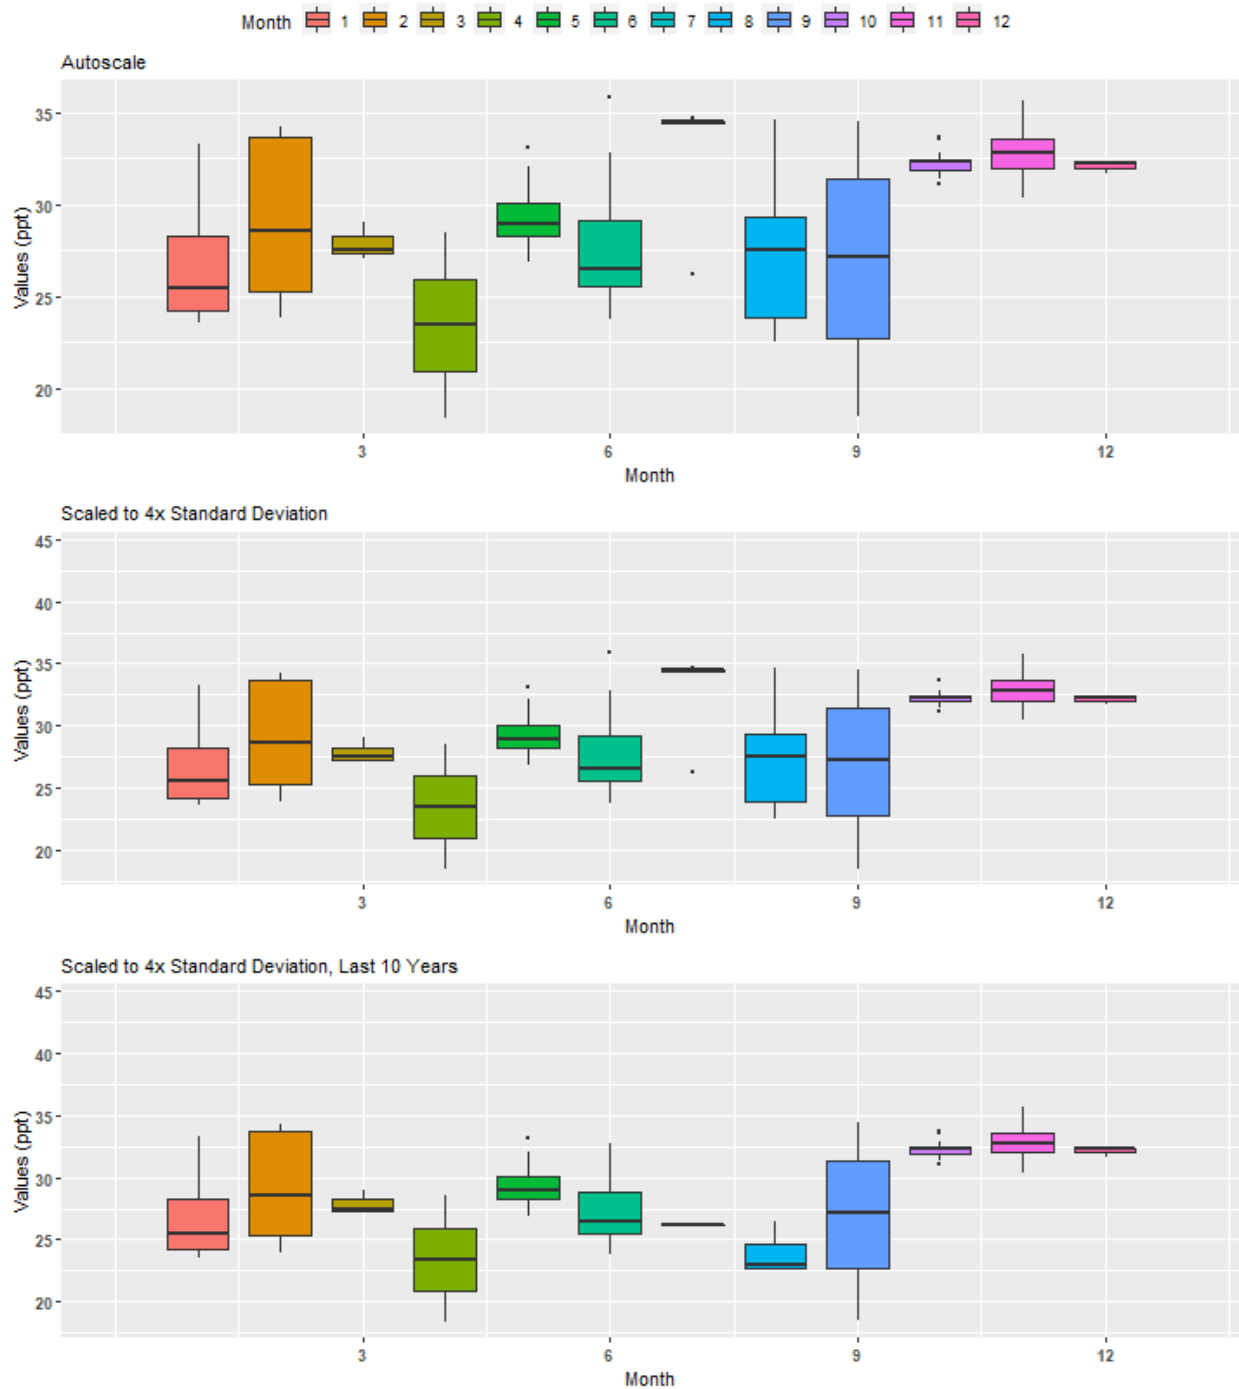 Month 1 2 3 4 5 6 7 8 9 10 11 12
Autoscale
35
30
25
20
Values (ppt)
3 6 9 12
Month
Scaled to 4x Standard Deviation
45
40
35
30
25
20
Values (ppt)
3 6 9 12
Month
Scaled to 4x Standard Deviation, Last 10 Years
45
40
35
30
25
20
Values (ppt)
3 6 9 12
Month